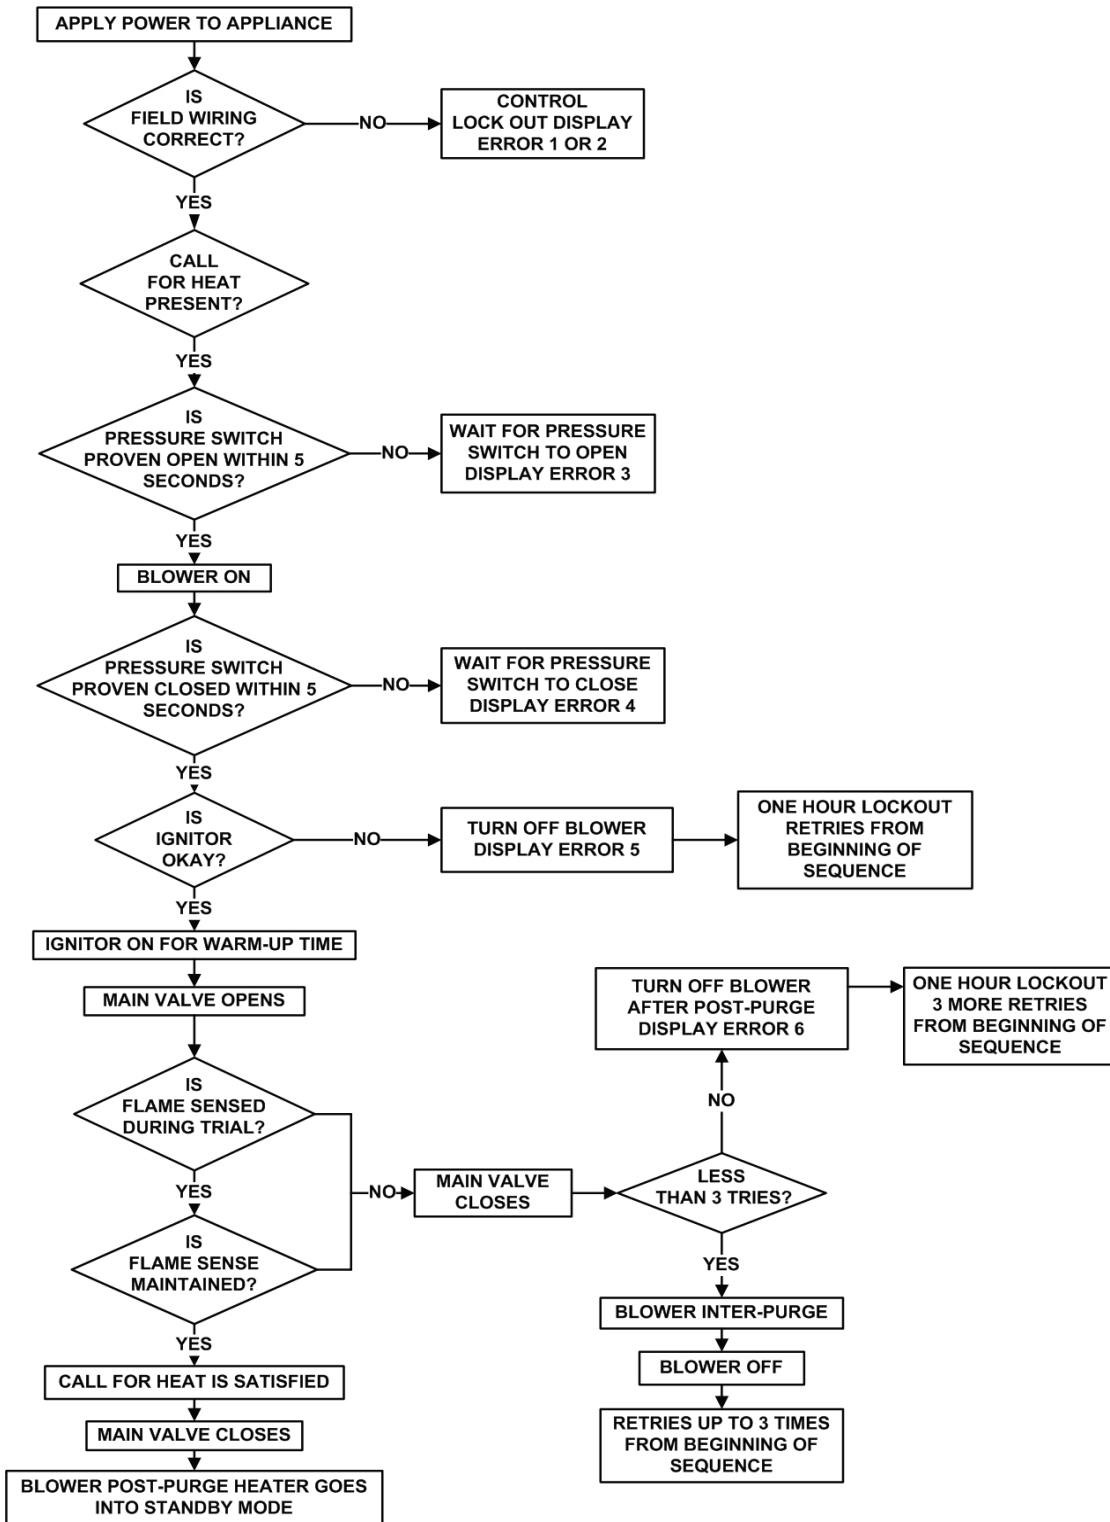 APPLY POWER TO APPLIANCE
IS
FIELD WIRING
CORRECT?
NO
CONTROL
LOCK OUT DISPLAY
ERROR 1 OR 2
YES
CALL
FOR HEAT
PRESENT?
YES
IS
PRESSURE SWITCH
PROVEN OPEN WITHIN 5
SECONDS?
NO
WAIT FOR PRESSURE
SWITCH TO OPEN
DISPLAY ERROR 3
YES
BLOWER ON
IS
PRESSURE SWITCH
PROVEN CLOSED WITHIN 5
SECONDS?
NO
WAIT FOR PRESSURE
SWITCH TO CLOSE
DISPLAY ERROR 4
YES
IS
IGNITOR
OKAY?
NO
TURN OFF BLOWER
DISPLAY ERROR 5
ONE HOUR LOCKOUT
RETRIES FROM
BEGINNING OF
SEQUENCE
YES
IGNITOR ON FOR WARM-UP TIME
MAIN VALVE OPENS
IS
FLAME SENSED
DURING TRIAL?
YES
IS
FLAME SENSE
MAINTAINED?
NO
MAIN VALVE
CLOSES
LESS
THAN 3 TRIES?
NO
TURN OFF BLOWER
AFTER POST-PURGE
DISPLAY ERROR 6
ONE HOUR LOCKOUT
3 MORE RETRIES
FROM BEGINNING OF
SEQUENCE
YES
BLOWER INTER-PURGE
BLOWER OFF
RETRIES UP TO 3 TIMES
FROM BEGINNING OF
SEQUENCE
YES
CALL FOR HEAT IS SATISFIED
MAIN VALVE CLOSES
BLOWER POST-PURGE HEATER GOES
INTO STANDBY MODE